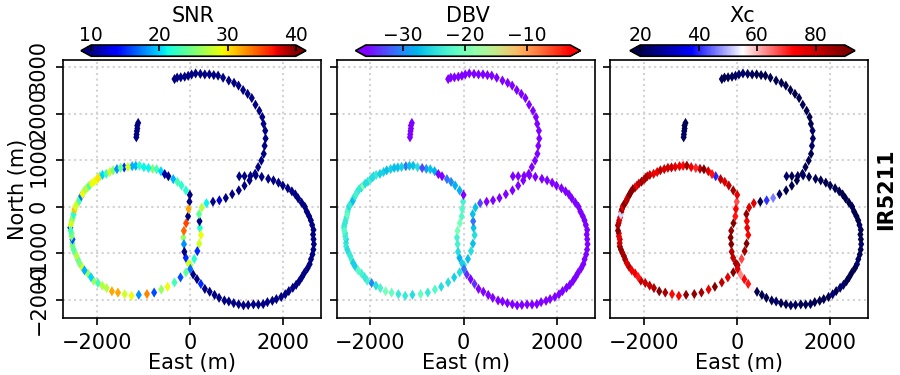 SNR DBV Xc
10 20 30 40 −30 −20 −10 20 40 60 80
3000
2000
1000
0
−1000
−2000
North (m)
−2000 0 2000 −2000 0 2000 −2000 0 2000
East (m) East (m) East (m)
IR5211